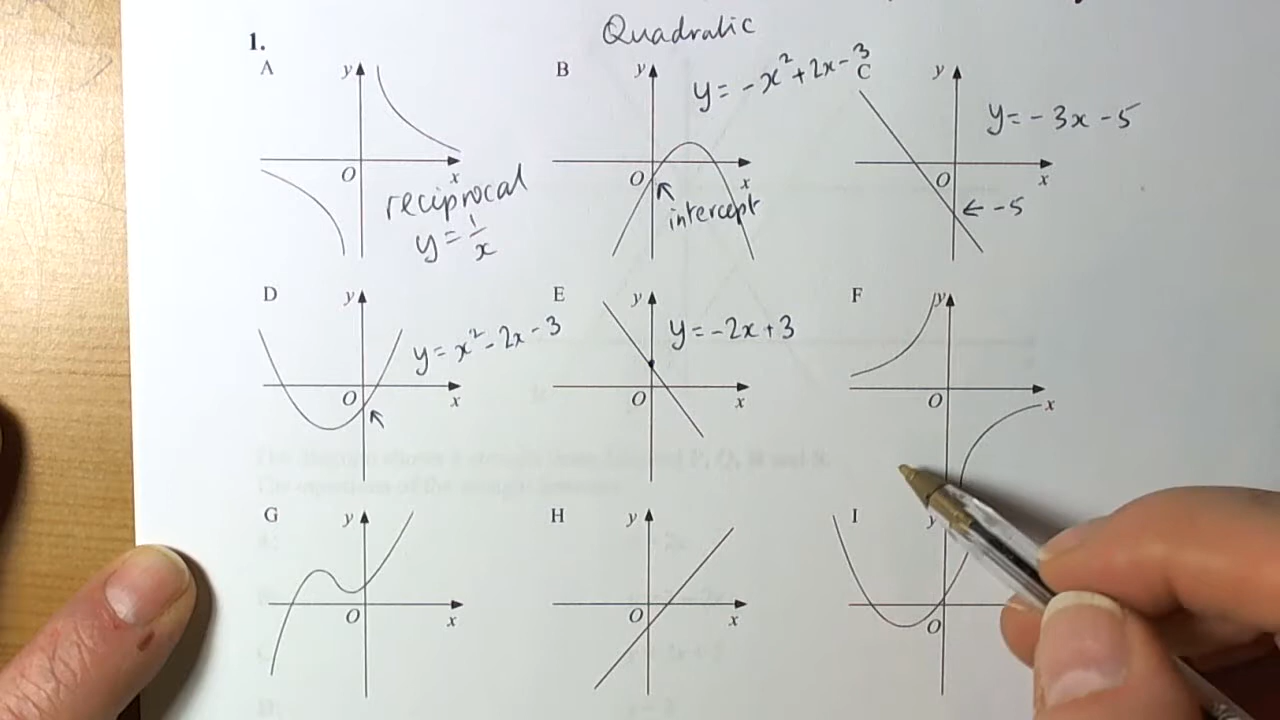 Quadratic
1.
A
y
O
x
reciprocal
y = 1/x
B
y
O
x
y = -x² + 2x - 3
intercept
C
y
O
x
y = -3x - 5
← -5
D
y
O
x
y = x² - 2x - 3
E
y
O
x
y = -2x + 3
F
y
O
x
G
y
O
x
H
y
O
x
I
y
O